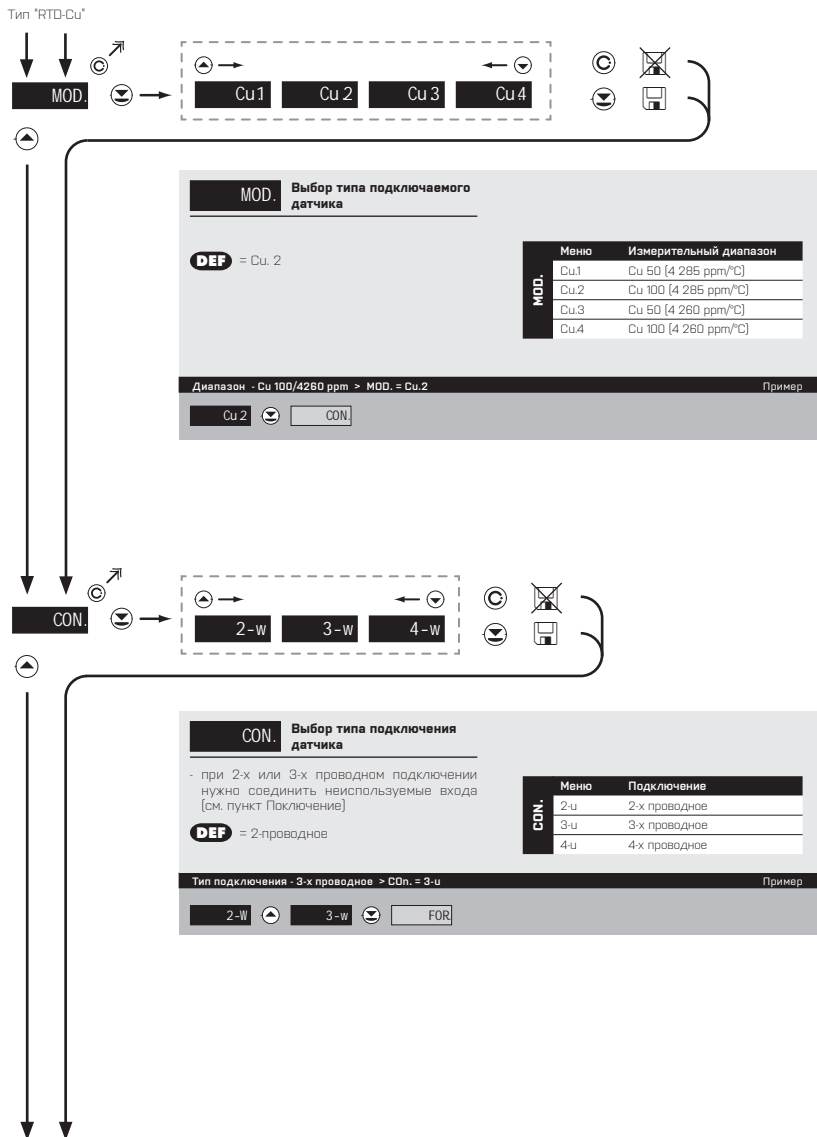 Тип "RTD-Cu"
MOD.
Cu.1 Cu.2 Cu.3 Cu.4
MOD. Выбор типа подключаемого
датчика
DEF = Cu. 2
MOD.
Меню Измерительный диапазон
Cu.1 Cu 50 (4 285 ppm/°C)
Cu.2 Cu 100 (4 285 ppm/°C)
Cu.3 Cu 50 (4 260 ppm/°C)
Cu.4 Cu 100 (4 260 ppm/°C)
Диапазон - Cu 100/4260 ppm > MOD. = Cu.2 Пример
Cu.2 CON.
CON.
2-w 3-w 4-w
CON. Выбор типа подключения
датчика
- при 2-х или 3-х проводном подключении
нужно соединить неиспользуемые входа
(см. пункт Поключение)
DEF = 2-проводное
CON.
Меню Подключение
2-u 2-х проводное
3-u 3-х проводное
4-u 4-х проводное
Тип подключения - 3-х проводное > COn. = 3-u Пример
2-W 3-w FOR.